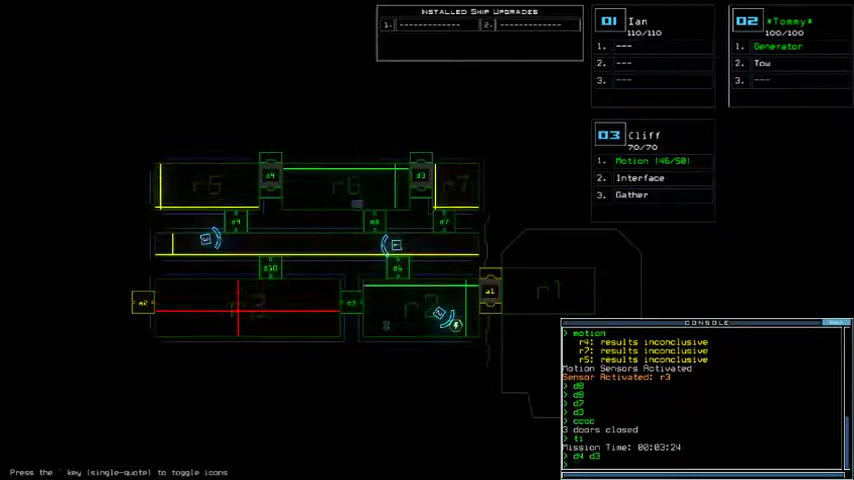 INSTALLED SHIP UPGRADES
1. -------------- 2. --------------
01 Ian
110/110
1. ---
2. ---
3. ---
02 *Tommy*
100/100
1. Generator
2. Tow
3. ---
03 Cliff
70/70
1. Motion [46/50]
2. Interface
3. Gather
d4
d3
r5
r6
r7
d9
d8
d7
d10
d6
a1
a2
d5
r1
CONSOLE
> motion
r4: results inconclusive
r7: results inconclusive
r5: results inconclusive
Motion Sensors Activated
Sensor Activated: r3
> d8
> d8
> d7
> d3
> cccc
3 doors closed
> ti
Mission Time: 00:03:24
> d4 d3
>
Press the ` key (single-quote) to toggle icons